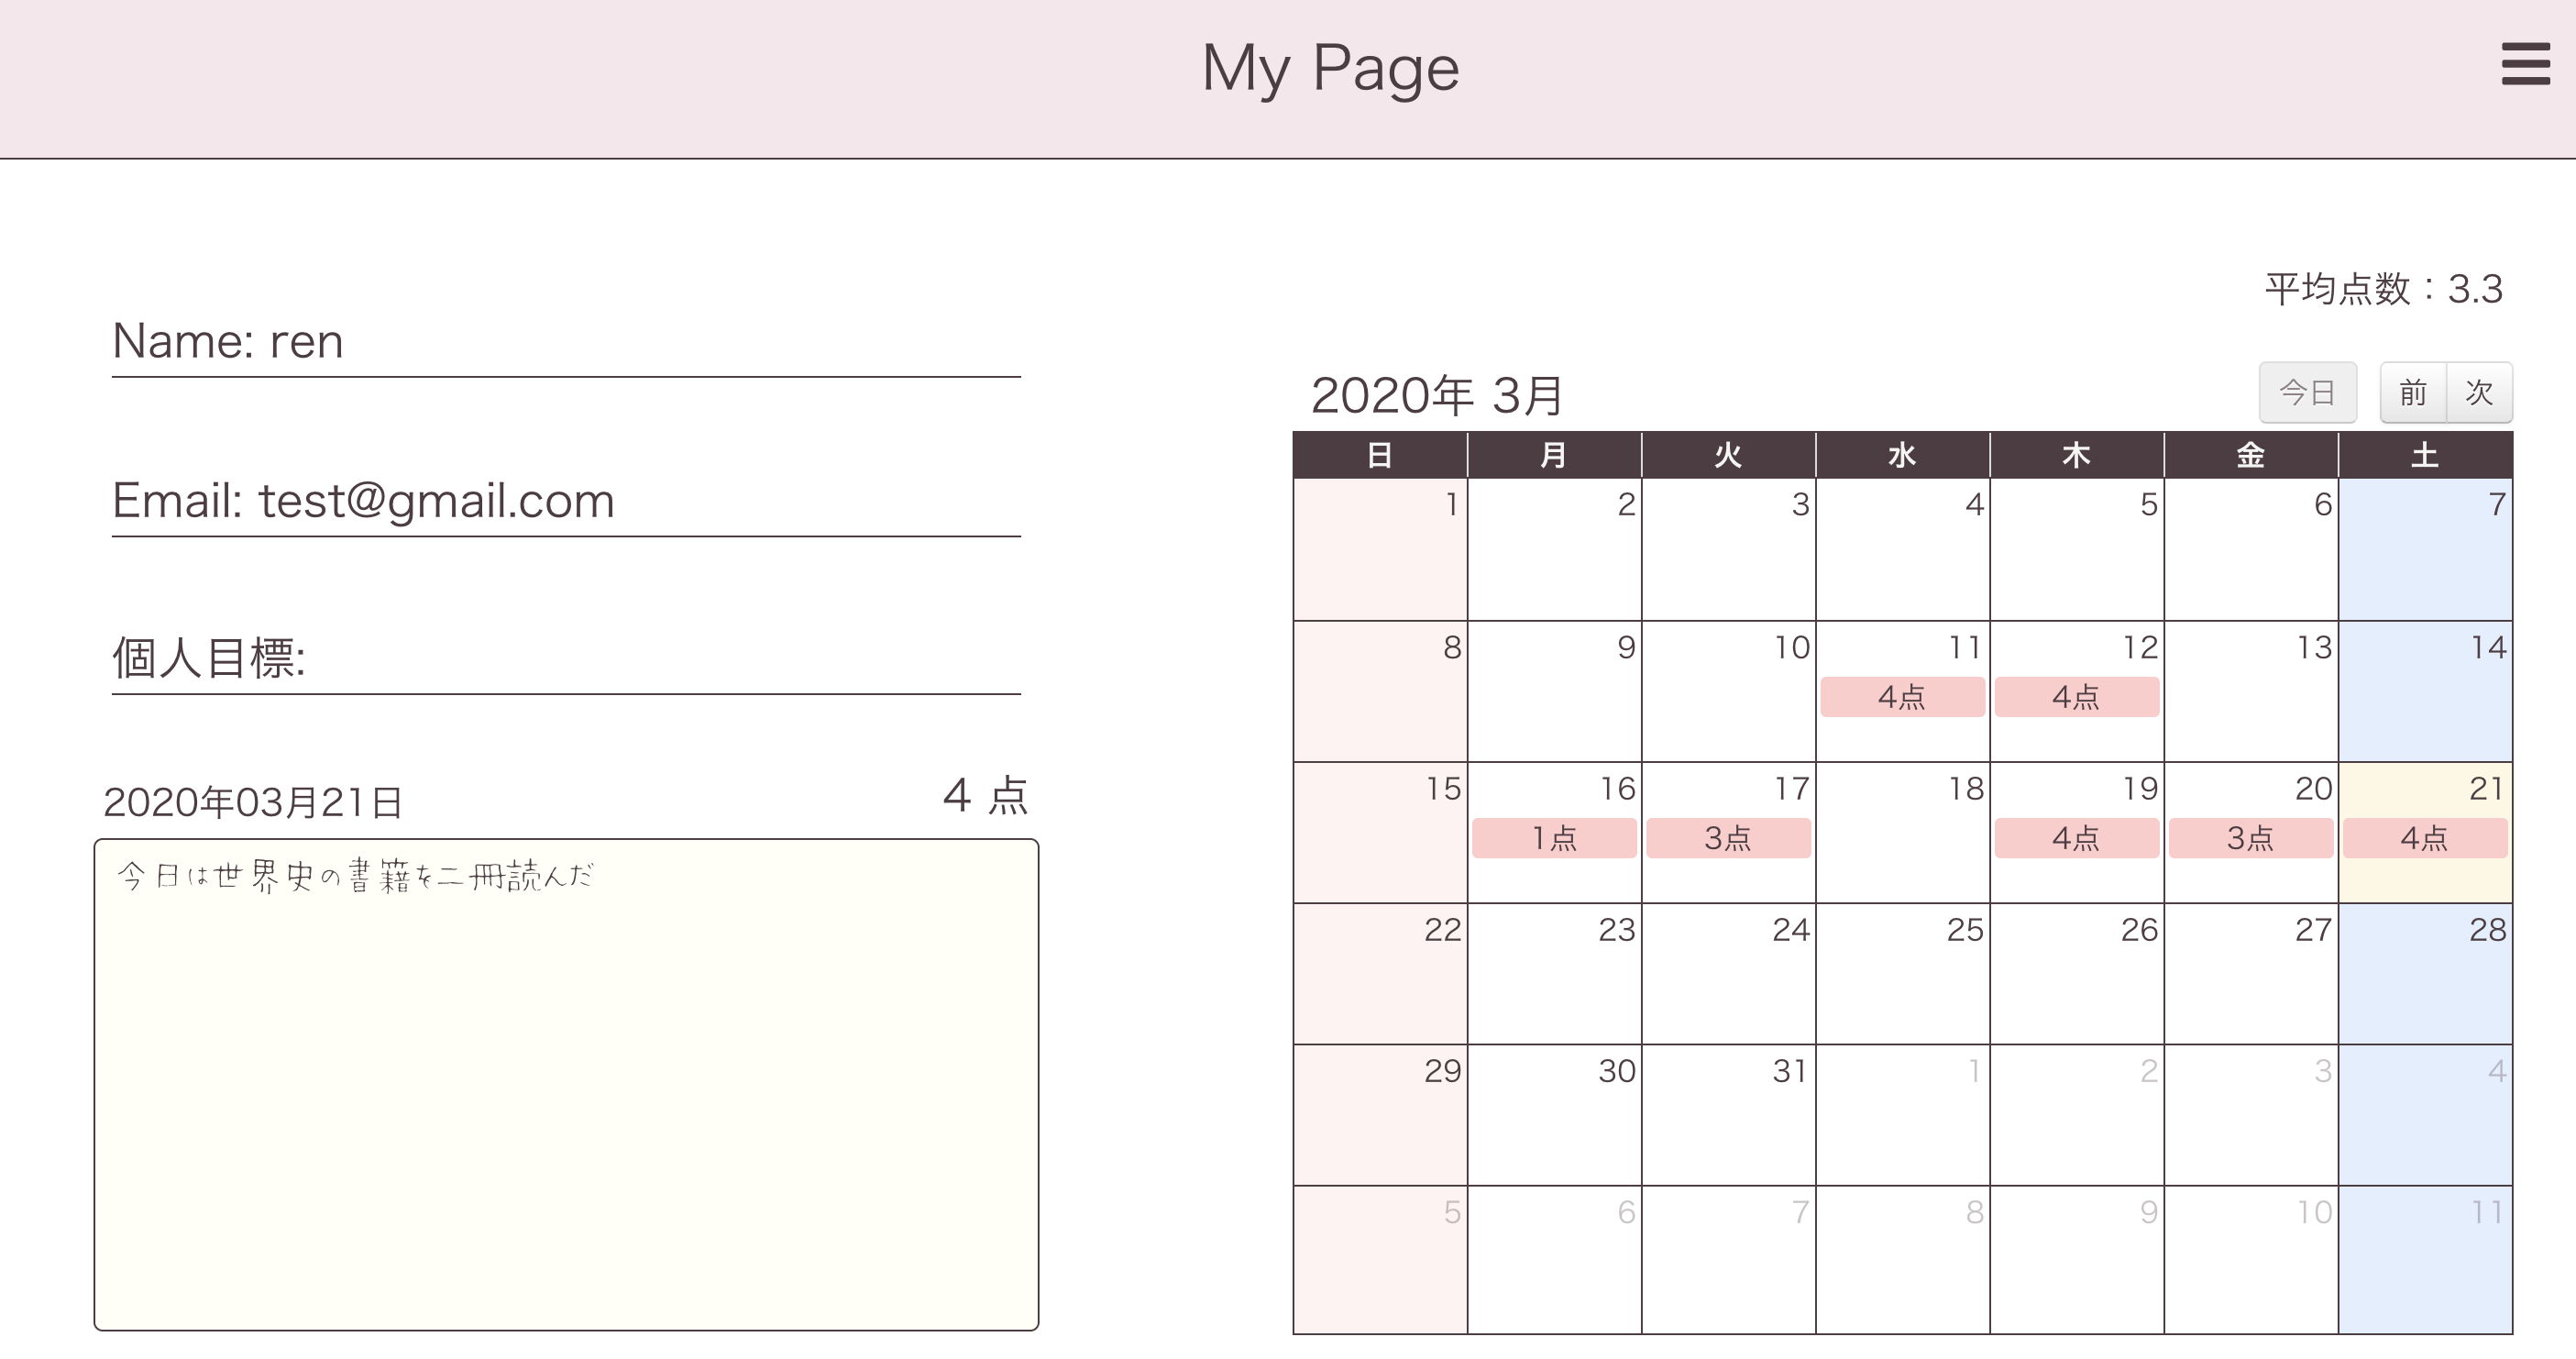 My Page
Name: ren
Email: test@gmail.com
個人目標:
2020年03月21日 4 点
今日は世界史の書籍を二冊読んだ
平均点数：3.3
2020年 3月 今日 前 次
日 月 火 水 木 金 土
1 2 3 4 5 6 7
8 9 10 11 12 13 14
4点 4点
15 16 17 18 19 20 21
1点 3点 4点 3点 4点
22 23 24 25 26 27 28
29 30 31 1 2 3 4
5 6 7 8 9 10 11